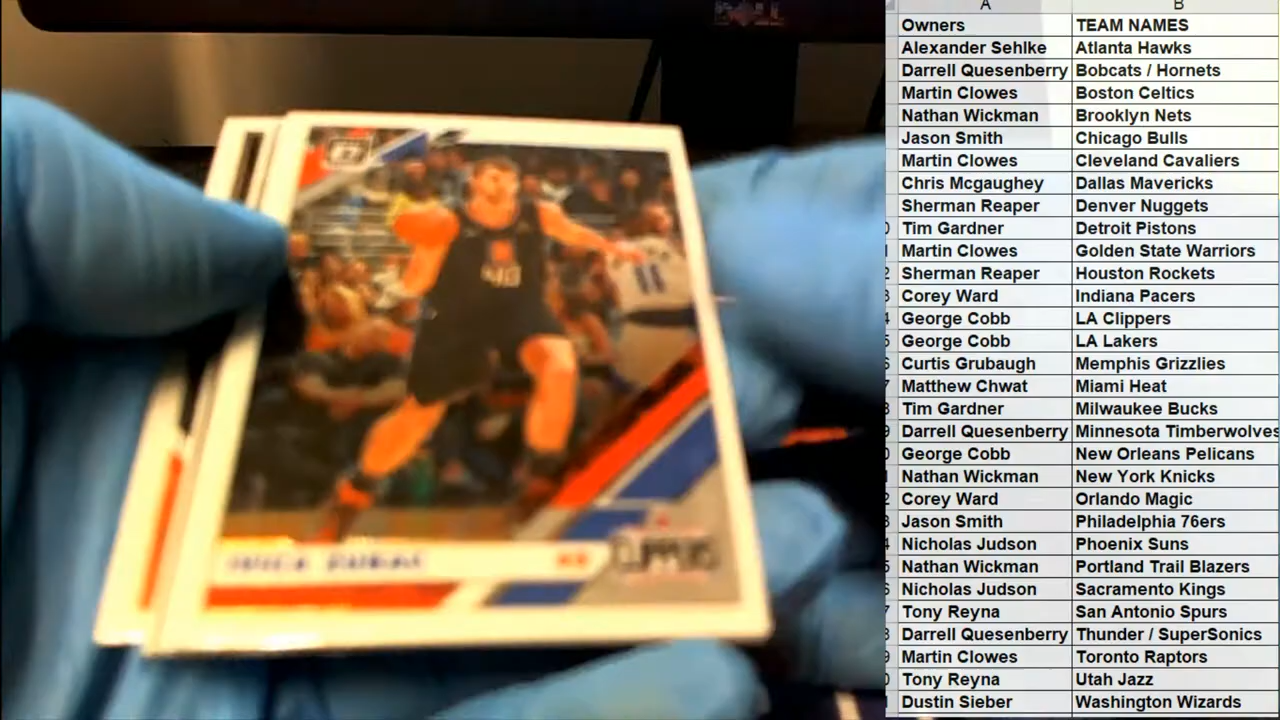 A B
Owners TEAM NAMES
Alexander Sehlke Atlanta Hawks
Darrell Quesenberry Bobcats / Hornets
Martin Clowes Boston Celtics
Nathan Wickman Brooklyn Nets
Jason Smith Chicago Bulls
Martin Clowes Cleveland Cavaliers
Chris Mcgaughey Dallas Mavericks
Sherman Reaper Denver Nuggets
Tim Gardner Detroit Pistons
Martin Clowes Golden State Warriors
Sherman Reaper Houston Rockets
Corey Ward Indiana Pacers
George Cobb LA Clippers
George Cobb LA Lakers
Curtis Grubaugh Memphis Grizzlies
Matthew Chwat Miami Heat
Tim Gardner Milwaukee Bucks
Darrell Quesenberry Minnesota Timberwolves
George Cobb New Orleans Pelicans
Nathan Wickman New York Knicks
Corey Ward Orlando Magic
Jason Smith Philadelphia 76ers
Nicholas Judson Phoenix Suns
Nathan Wickman Portland Trail Blazers
Nicholas Judson Sacramento Kings
Tony Reyna San Antonio Spurs
Darrell Quesenberry Thunder / SuperSonics
Martin Clowes Toronto Raptors
Tony Reyna Utah Jazz
Dustin Sieber Washington Wizards
40
11
CLIPPERS